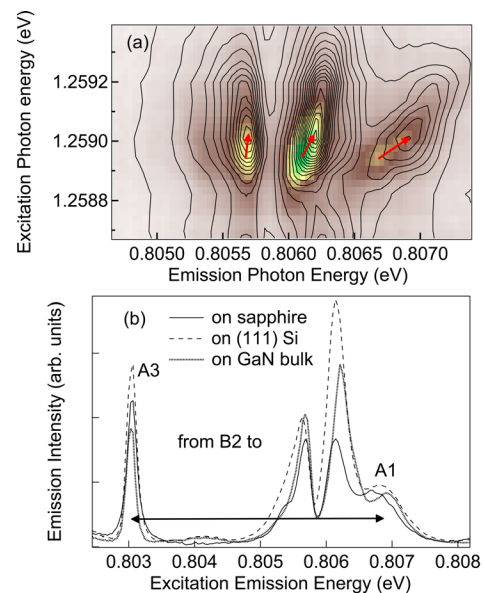 (a)
Excitation Photon energy (eV)
1.2592
1.2590
1.2588
0.8050 0.8055 0.8060 0.8065 0.8070
Emission Photon Energy (eV)
(b)
on sapphire
on (111) Si
on GaN bulk
A3
from B2 to
A1
Emission Intensity (arb. units)
0.803 0.804 0.805 0.806 0.807 0.808
Excitation Emission Energy (eV)